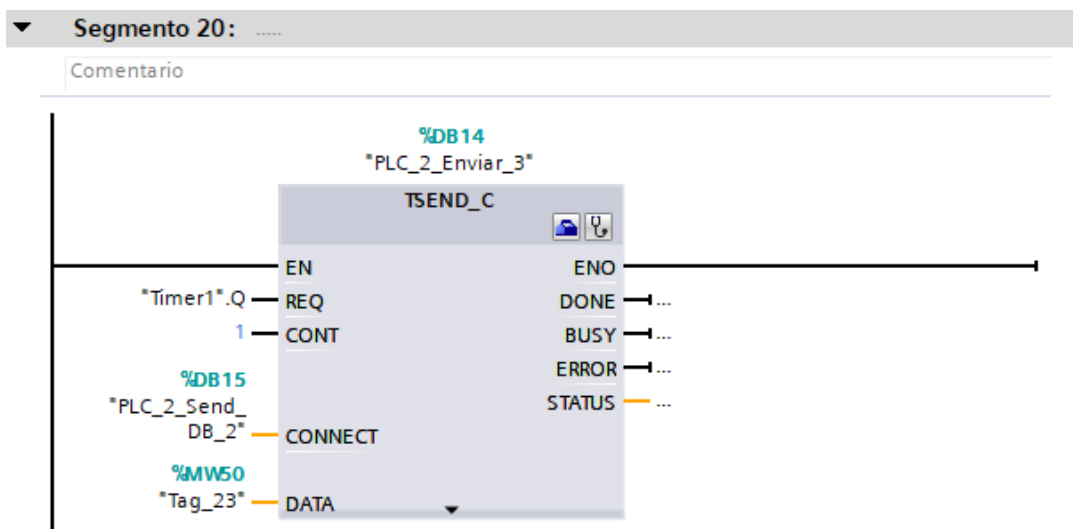 Segmento 20: .....
Comentario
%DB14
"PLC_2_Enviar_3"
TSEND_C
EN
ENO
"Timer1".Q
REQ
DONE
...
1
CONT
BUSY
...
ERROR
...
%DB15
"PLC_2_Send_
DB_2"
STATUS
...
CONNECT
%MW50
"Tag_23"
DATA